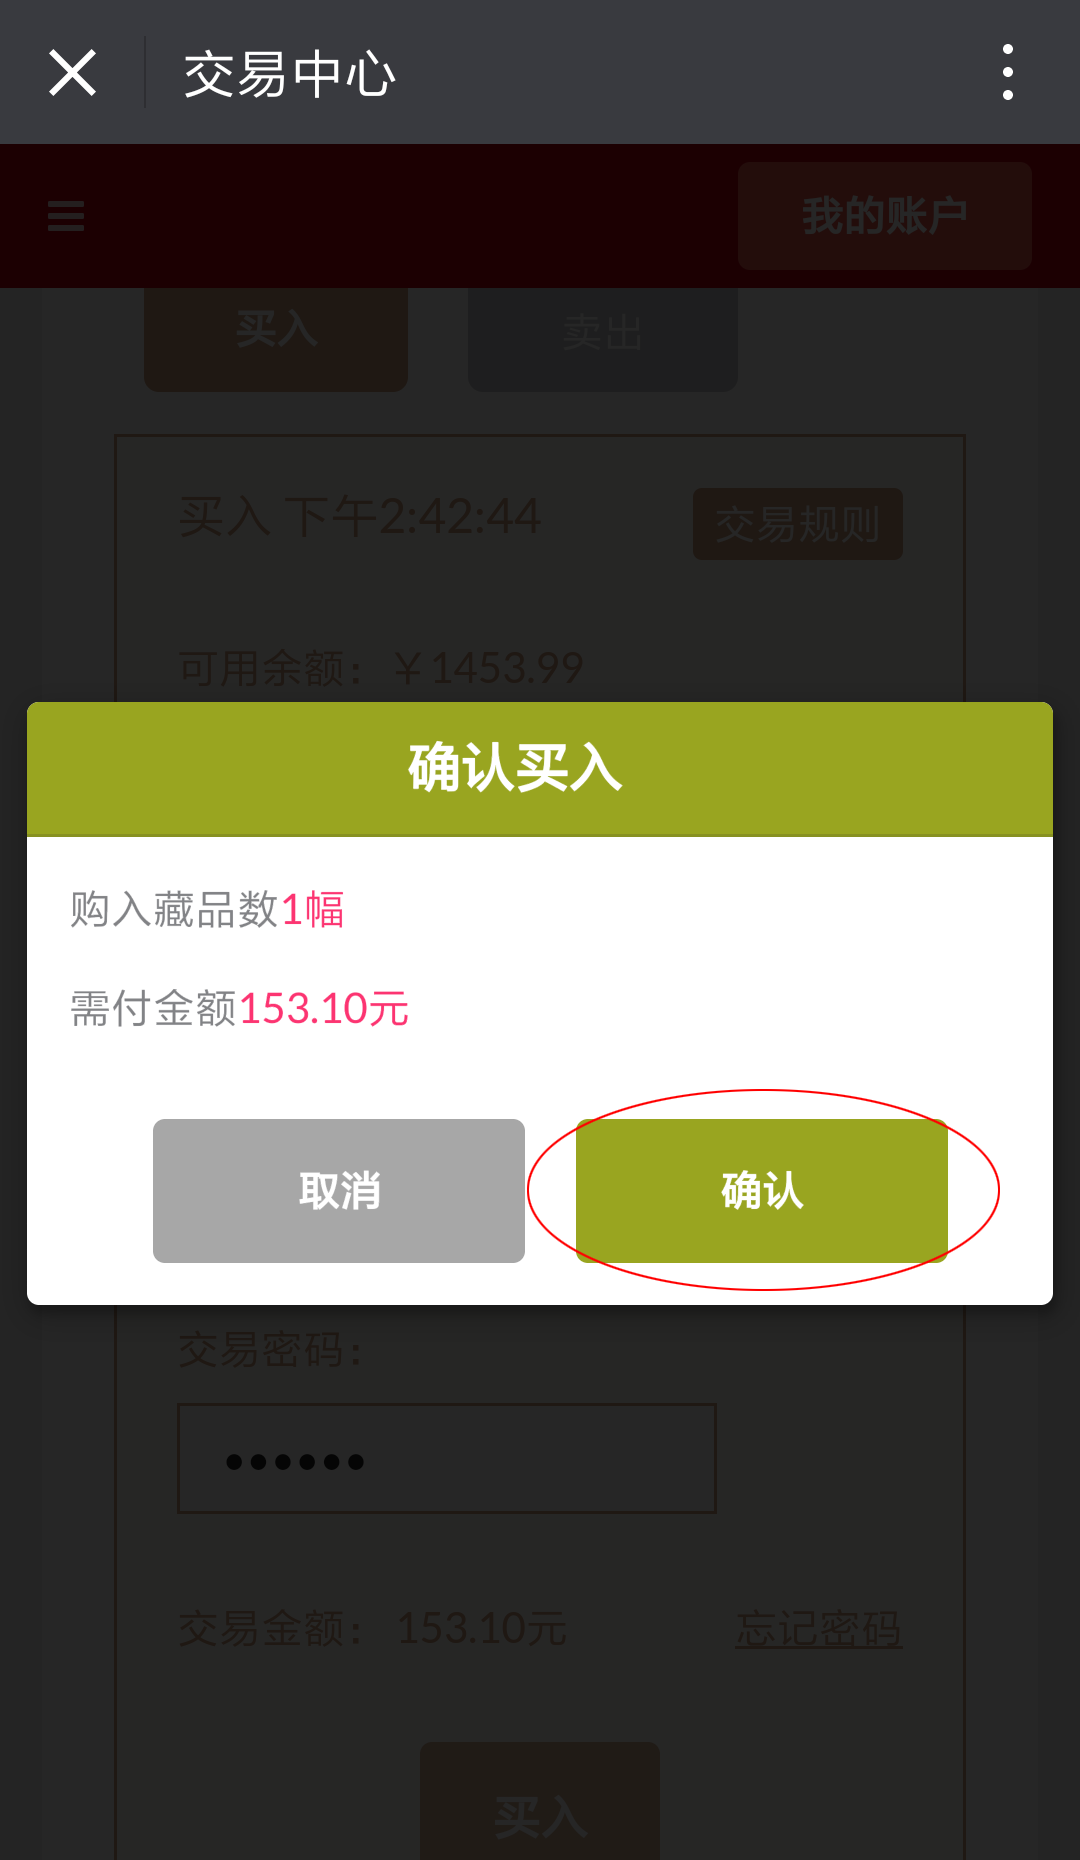 交易中心
我的账户
买入 卖出
买入 下午2:42:44 交易规则
可用余额：￥1453.99
确认买入
购入藏品数1幅
需付金额153.10元
取消 确认
交易密码：
••••••
交易金额：153.10元 忘记密码
买入